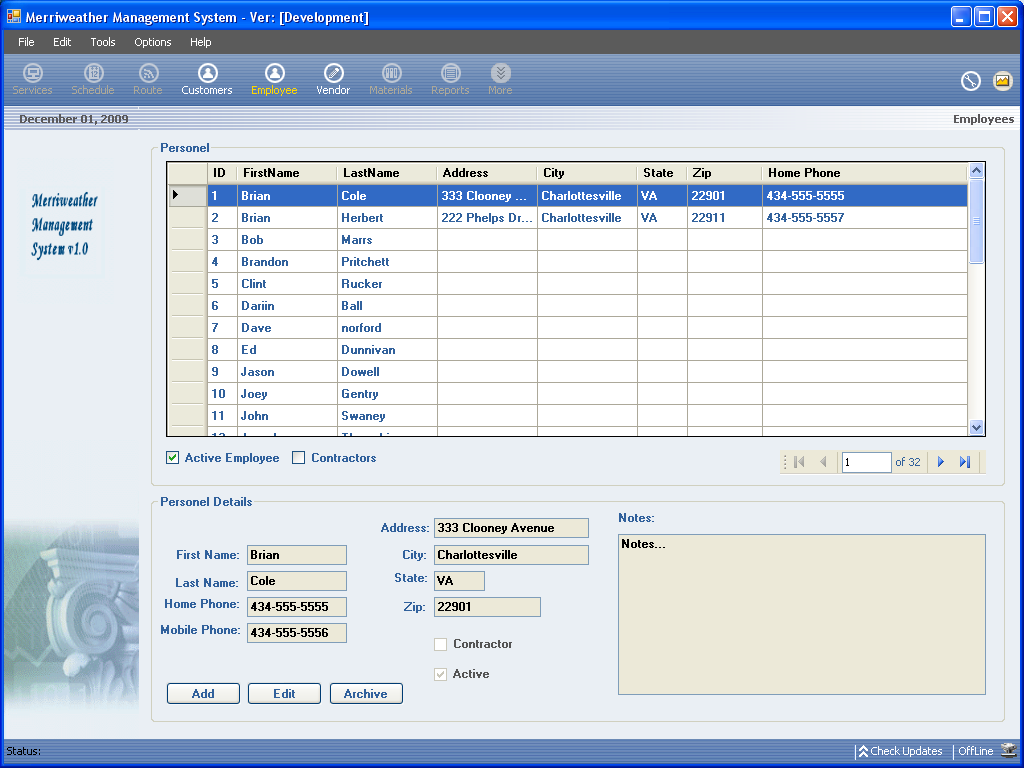 Merriweather Management System - Ver: [Development]
File Edit Tools Options Help
Services Schedule Route Customers Employee Vendor Materials Reports More
December 01, 2009 Employees
Merriweather
Management
System v1.0
Personel
ID FirstName LastName Address City State Zip Home Phone
1 Brian Cole 333 Clooney ... Charlottesville VA 22901 434-555-5555
2 Brian Herbert 222 Phelps Dr... Charlottesville VA 22911 434-555-5557
3 Bob Marrs
4 Brandon Pritchett
5 Clint Rucker
6 Dariin Ball
7 Dave norford
8 Ed Dunnivan
9 Jason Dowell
10 Joey Gentry
11 John Swaney
Active Employee Contractors 1 of 32
Personel Details
First Name: Brian
Last Name: Cole
Home Phone: 434-555-5555
Mobile Phone: 434-555-5556
Address: 333 Clooney Avenue
City: Charlottesville
State: VA
Zip: 22901
Contractor
Active
Notes:
Notes...
Add Edit Archive
Status: Check Updates OffLine